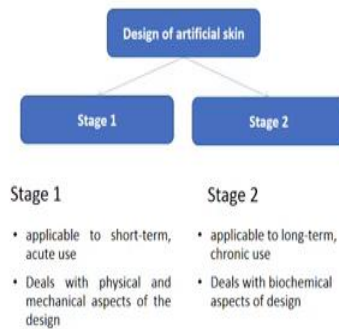 Design of artificial skin
Stage 1
Stage 2
Stage 1
• applicable to short-term,
acute use
• Deals with physical and
mechanical aspects of the
design
Stage 2
• applicable to long-term,
chronic use
• Deals with biochemical
aspects of design